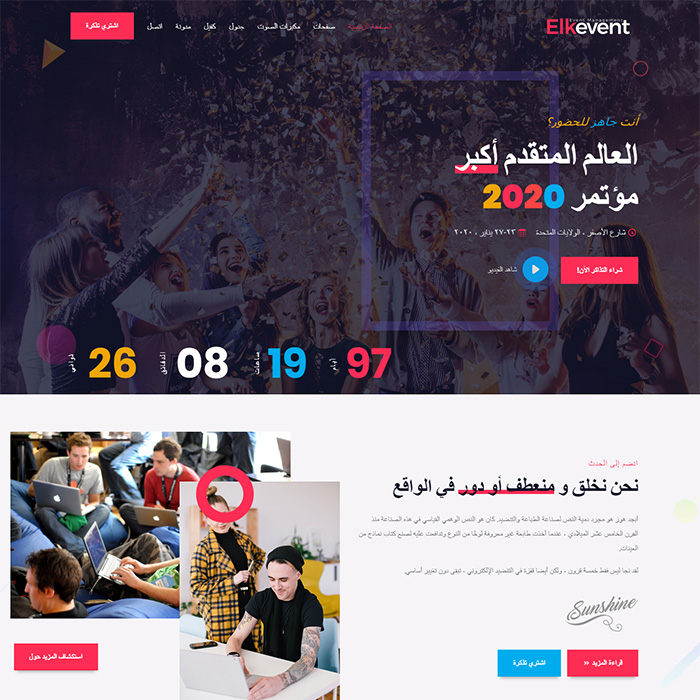 Event Management
Elkevent
الصفحة الرئيسية صفحات مكبرات الصوت جدول كفيل مدونة اتصل اشتري تذكرة
أنت جاهز للحضور؟
العالم المتقدم أكبر
مؤتمر 2020
شارع الأصفر ، الولايات المتحدة ٢٣-٢٧ يناير ، ٢٠٢٠
شراء التذاكر الآن! شاهد الفيديو
97 أيام 19 ساعات 08 الدقائق 26 ثواني
انضم إلى الحدث
نحن نخلق و منعطف أو دور في الواقع
أبجد هوز هو مجرد دمية النص لصناعة الطباعة والتنضيد. كان هو النص الوهمي القياسي في هذه الصناعة منذ
القرن الخامس عشر الميلادي ، عندما أخذت طابعة غير معروفة لوحًا من النوع وتدافعت عليه لصنع كتاب نماذج من
العينات.
لقد نجا ليس فقط خمسة قرون ، ولكن أيضا قفزة في التنضيد الإلكتروني ، تبقى دون تغيير أساسي.
Sunshine
قراءة المزيد »
اشتري تذكرة
استكشاف المزيد حول